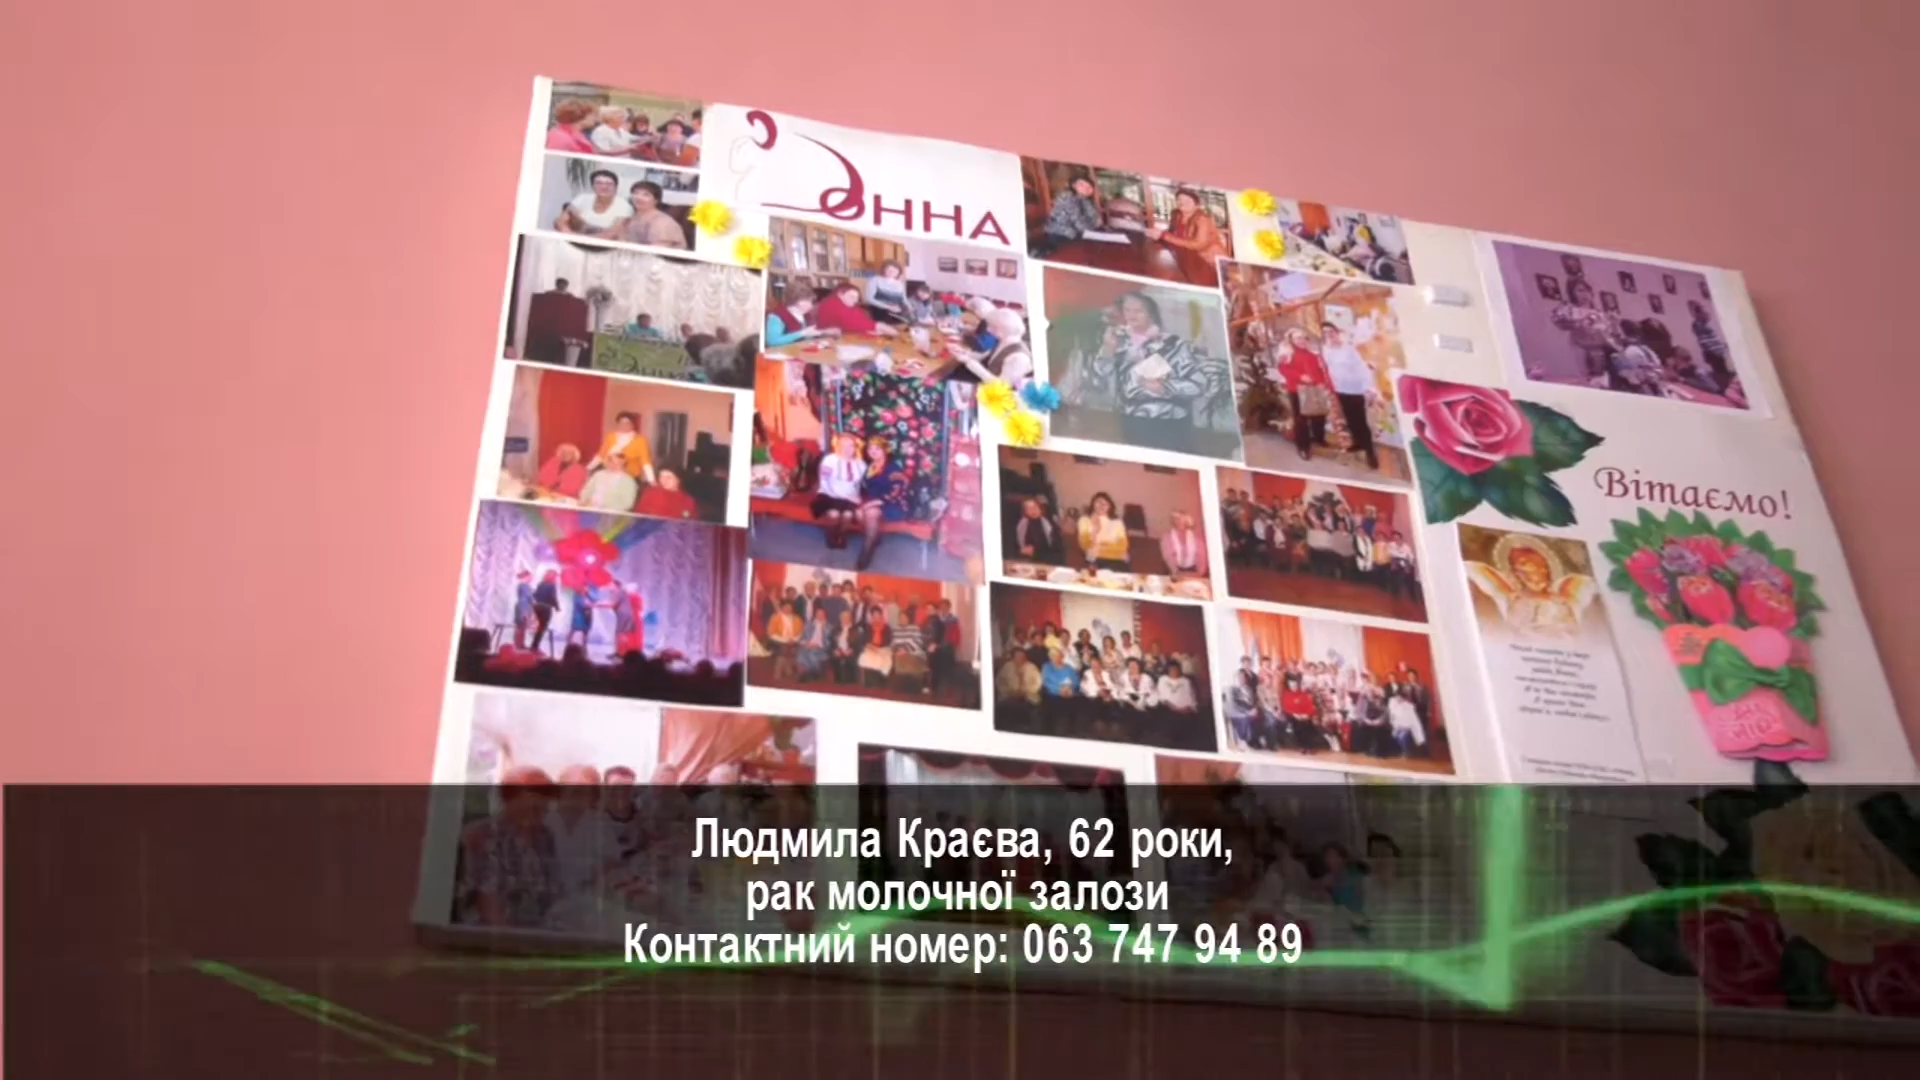 Донна
Вітаємо!
Людмила Краєва, 62 роки,
рак молочної залози
Контактний номер: 063 747 94 89